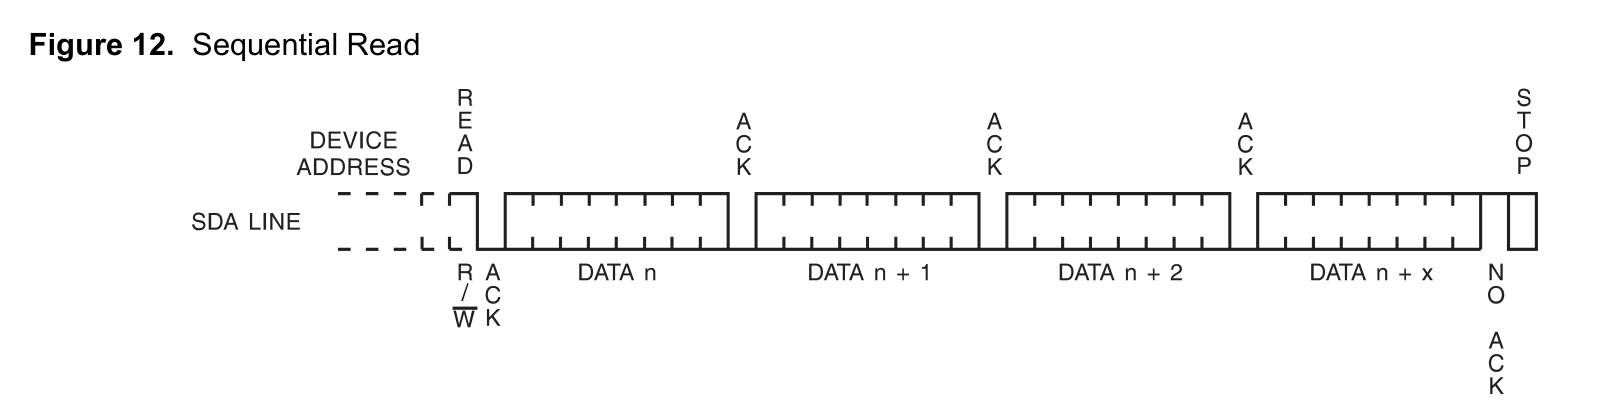 Figure 12. Sequential Read
DEVICE
ADDRESS
READ
ACK
ACK
ACK
STOP
SDA LINE
R/W
ACK
DATA n
DATA n + 1
DATA n + 2
DATA n + x
NO ACK